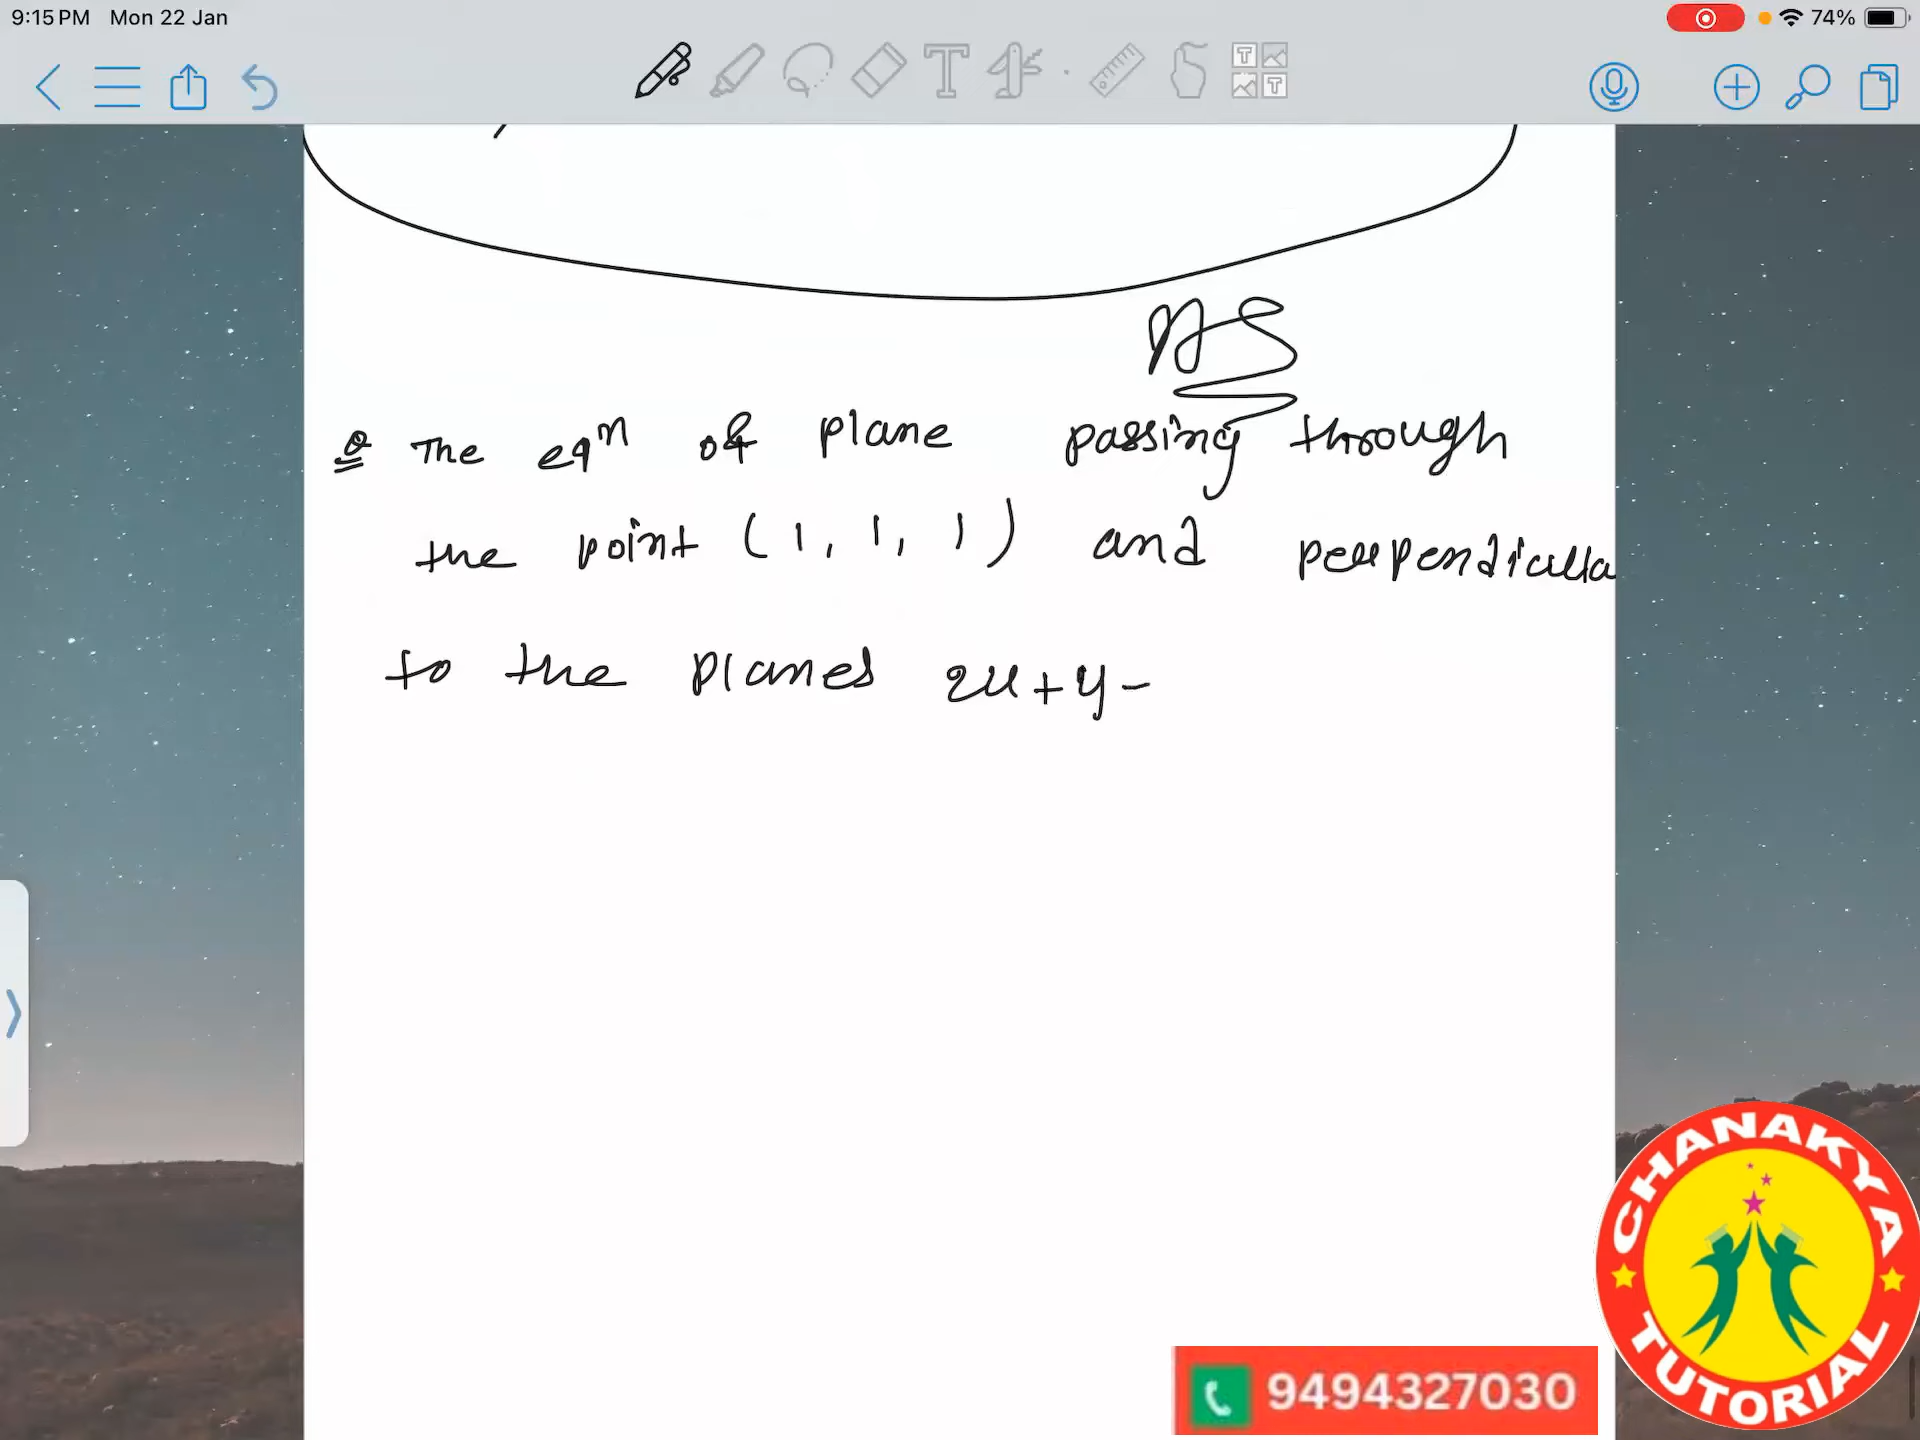 9:15 PM Mon 22 Jan
74%
The eqn of plane passing through
the point (1, 1, 1) and perpendicula
to the planes 2x+y-
CHANAKYA TUTORIAL
9494327030